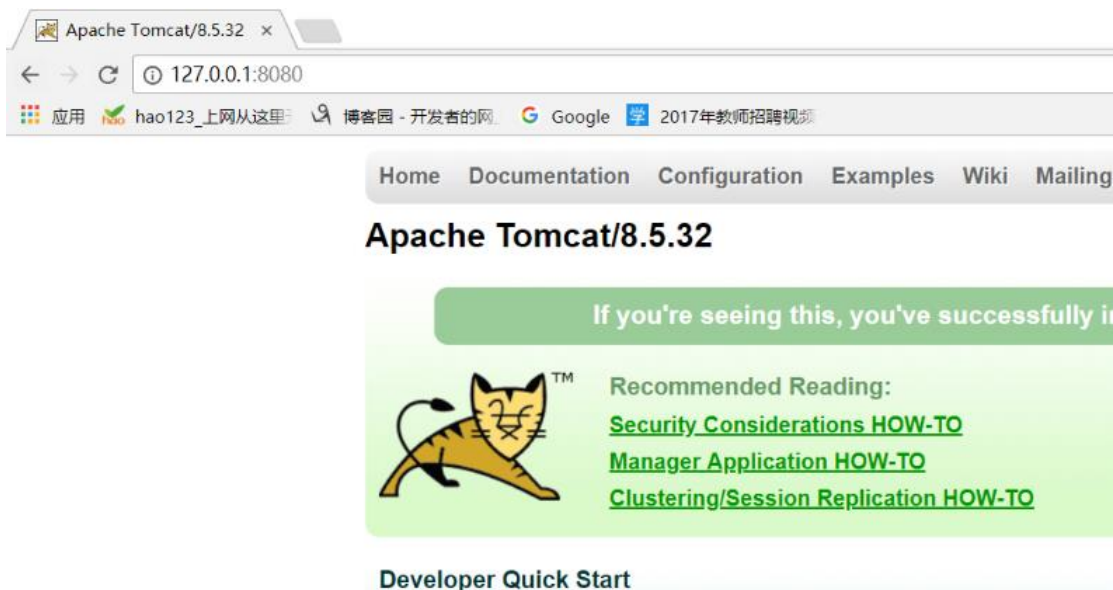 Apache Tomcat/8.5.32
127.0.0.1:8080
应用 hao123_上网从这里 博客园 - 开发者的网 Google 学 2017年教师招聘视频
Home Documentation Configuration Examples Wiki Mailing
Apache Tomcat/8.5.32
If you're seeing this, you've successfully
TM
Recommended Reading:
Security Considerations HOW-TO
Manager Application HOW-TO
Clustering/Session Replication HOW-TO
Developer Quick Start